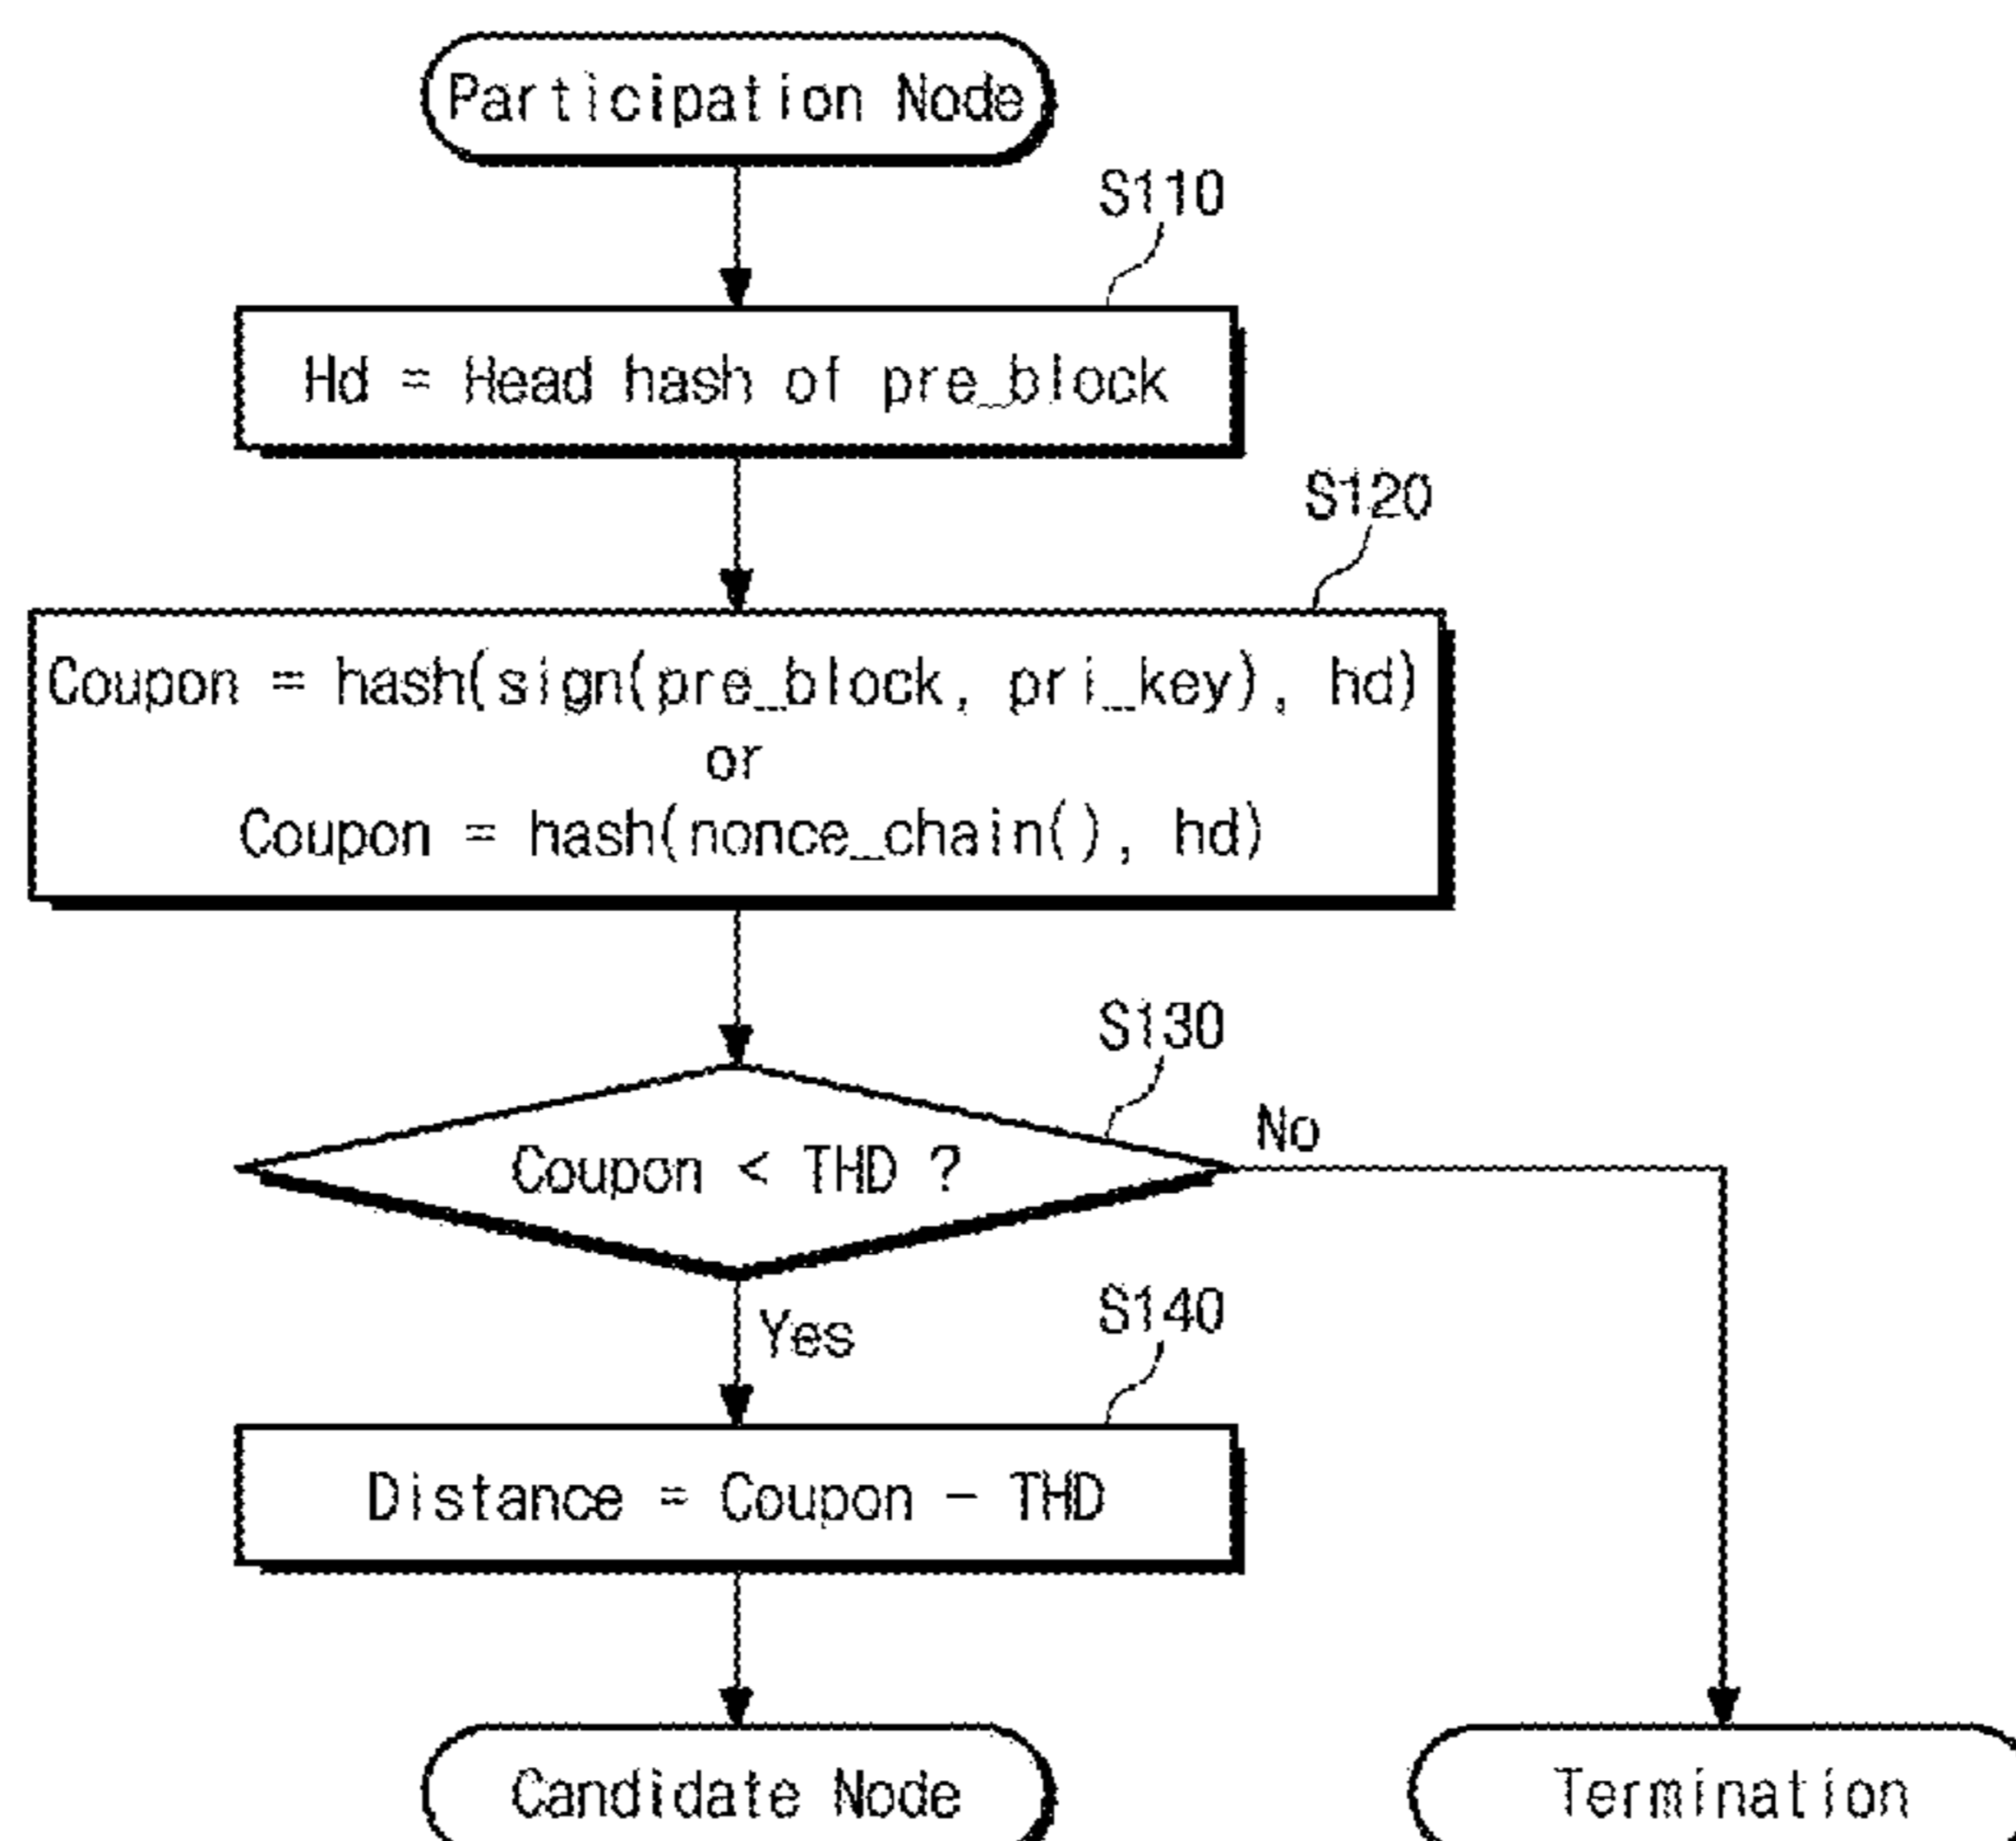 Participation Node
S110
Hd = Head hash of pre_block
S120
Coupon = hash(sign(pre_block, pri_key), hd)
or
Coupon = hash(nonce_chain(), hd)
S130
No
Coupon < THD ?
Yes
S140
Distance = Coupon - THD
Candidate Node
Termination